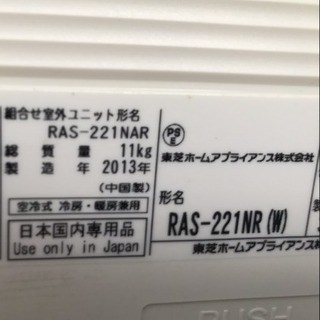 組合せ室外ユニット形名
RAS-221NAR
総質量 11kg
製造年 2013年
(中国製)
空冷式 冷房・暖房兼用
日本国内専用品
Use only in Japan
PS
E
東芝ホームアプライアンス株式会社
形名
RAS-221NR(W)
東芝ホームアプライアンス株
PUSH